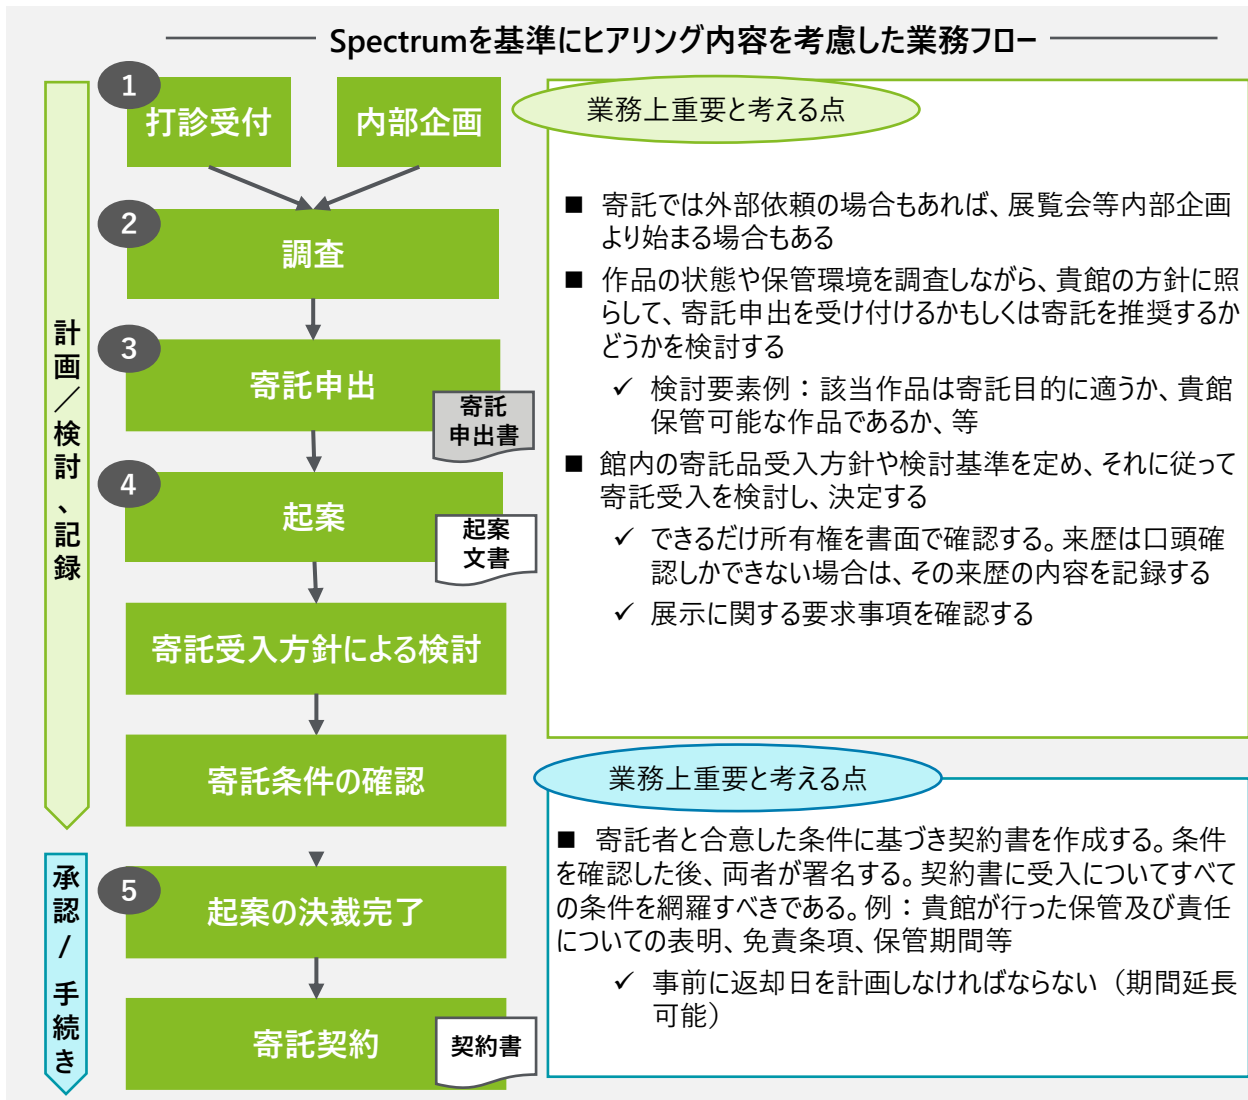 Spectrumを基準にヒアリング内容を考慮した業務フロー
計画／検討、記録
1
打診受付
内部企画
2
調査
3
寄託申出
寄託
申出書
4
起案
起案
文書
寄託受入方針による検討
寄託条件の確認
業務上重要と考える点
■ 寄託では外部依頼の場合もあれば、展覧会等内部企画
より始まる場合もある
■ 作品の状態や保管環境を調査しながら、貴館の方針に照
らして、寄託申出を受け付けるかもしくは寄託を推奨するか
どうかを検討する
✓ 検討要素例：該当作品は寄託目的に適うか、貴館
保管可能な作品であるか、等
■ 館内の寄託品受入方針や検討基準を定め、それに従って
寄託受入を検討し、決定する
✓ できるだけ所有権を書面で確認する。来歴は口頭確
認しかできない場合は、その来歴の内容を記録する
✓ 展示に関する要求事項を確認する
承認/手続き
5
起案の決裁完了
寄託契約
契約書
業務上重要と考える点
■ 寄託者と合意した条件に基づき契約書を作成する。条件
を確認した後、両者が署名する。契約書に受入についてすべて
の条件を網羅すべきである。例：貴館が行った保管及び責任
についての表明、免責条項、保管期間等
✓ 事前に返却日を計画しなければならない（期間延長
可能）